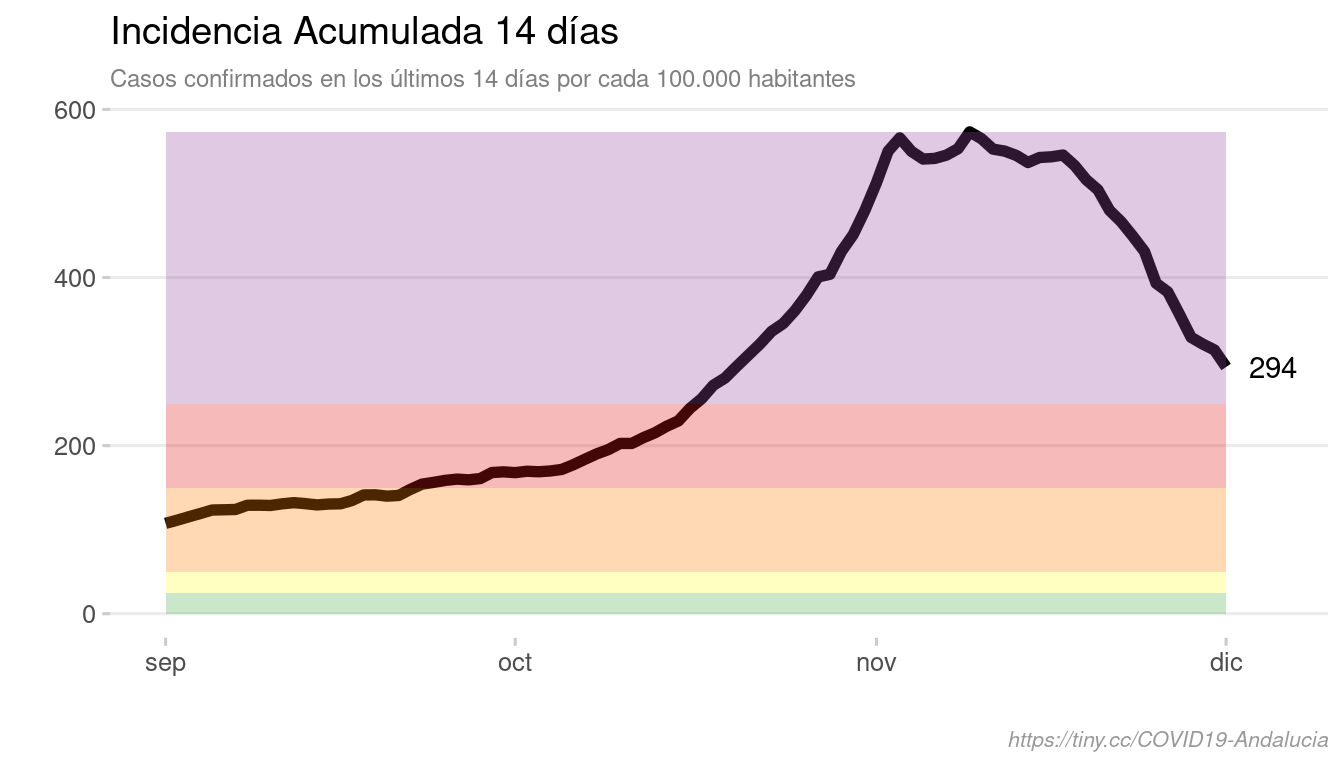 Incidencia Acumulada 14 días
Casos confirmados en los últimos 14 días por cada 100.000 habitantes
600
400
294
200
0
sep oct nov dic
https://tiny.cc/COVID19-Andalucia